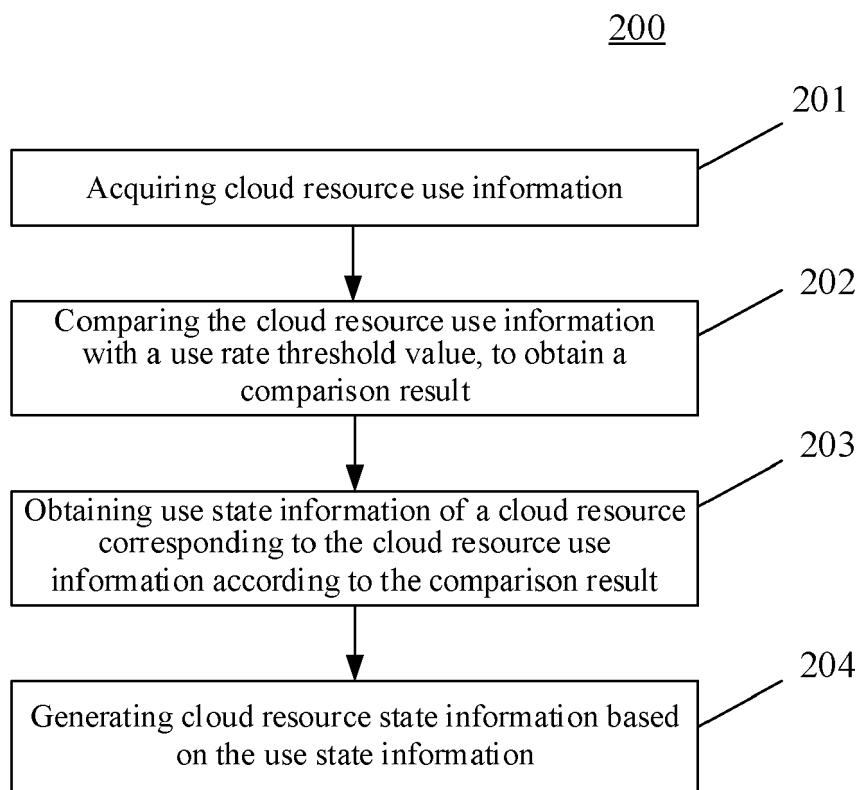 200
201
Acquiring cloud resource use information
202
Comparing the cloud resource use information
with a use rate threshold value, to obtain a
comparison result
203
Obtaining use state information of a cloud resource
corresponding to the cloud resource use
information according to the comparison result
204
Generating cloud resource state information based
on the use state information